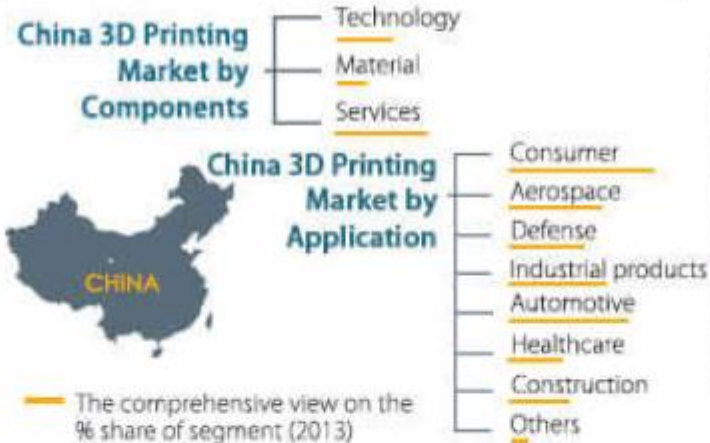 China 3D Printing
Market by
Components
Technology
Material
Services
China 3D Printing
Market by
Application
Consumer
Aerospace
Defense
Industrial products
Automotive
Healthcare
Construction
Others
CHINA
The comprehensive view on the
% share of segment (2013)